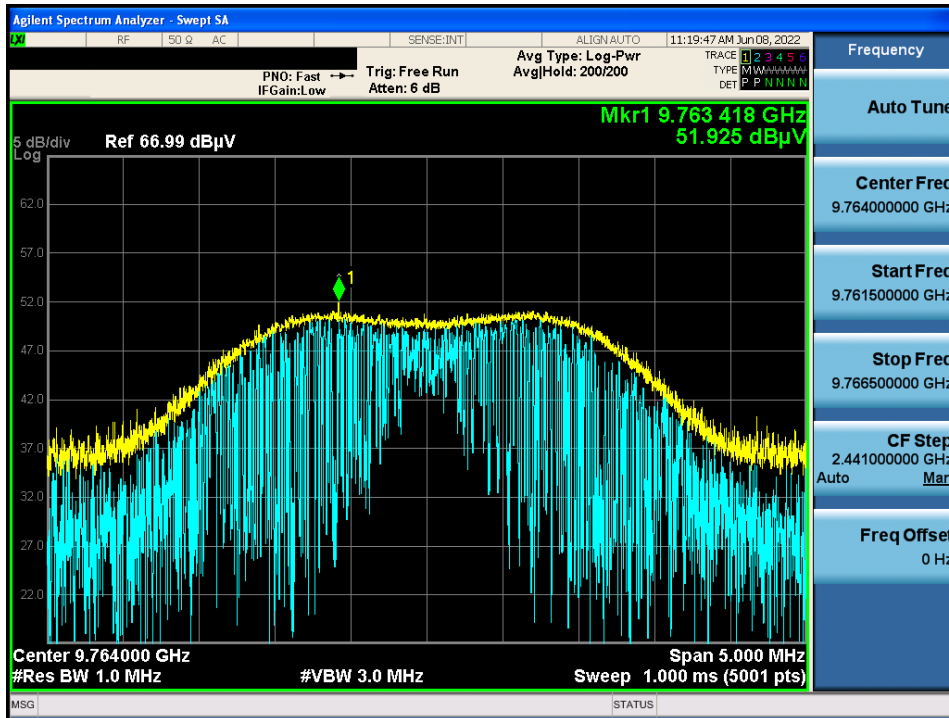 Agilent Spectrum Analyzer - Swept SA
LXI RF 50 Ω AC SENSE:INT ALIGN AUTO 11:19:47 AM Jun 08, 2022
Frequency
PNO: Fast
IFGain:Low
Trig: Free Run
Atten: 6 dB
Avg Type: Log-Pwr
Avg|Hold: 200/200
TRACE 1 2 3 4 5 6
TYPE M
DET P P N N N N
Mkr1 9.763 418 GHz
51.925 dBµV
5 dB/div Ref 66.99 dBµV
Log
62.0
57.0
52.0
47.0
42.0
37.0
32.0
27.0
22.0
1
Center 9.764000 GHz Span 5.000 MHz
#Res BW 1.0 MHz #VBW 3.0 MHz Sweep 1.000 ms (5001 pts)
Auto Tune
Center Freq
9.764000000 GHz
Start Freq
9.761500000 GHz
Stop Freq
9.766500000 GHz
CF Step
2.441000000 GHz
Auto Man
Freq Offset
0 Hz
MSG STATUS